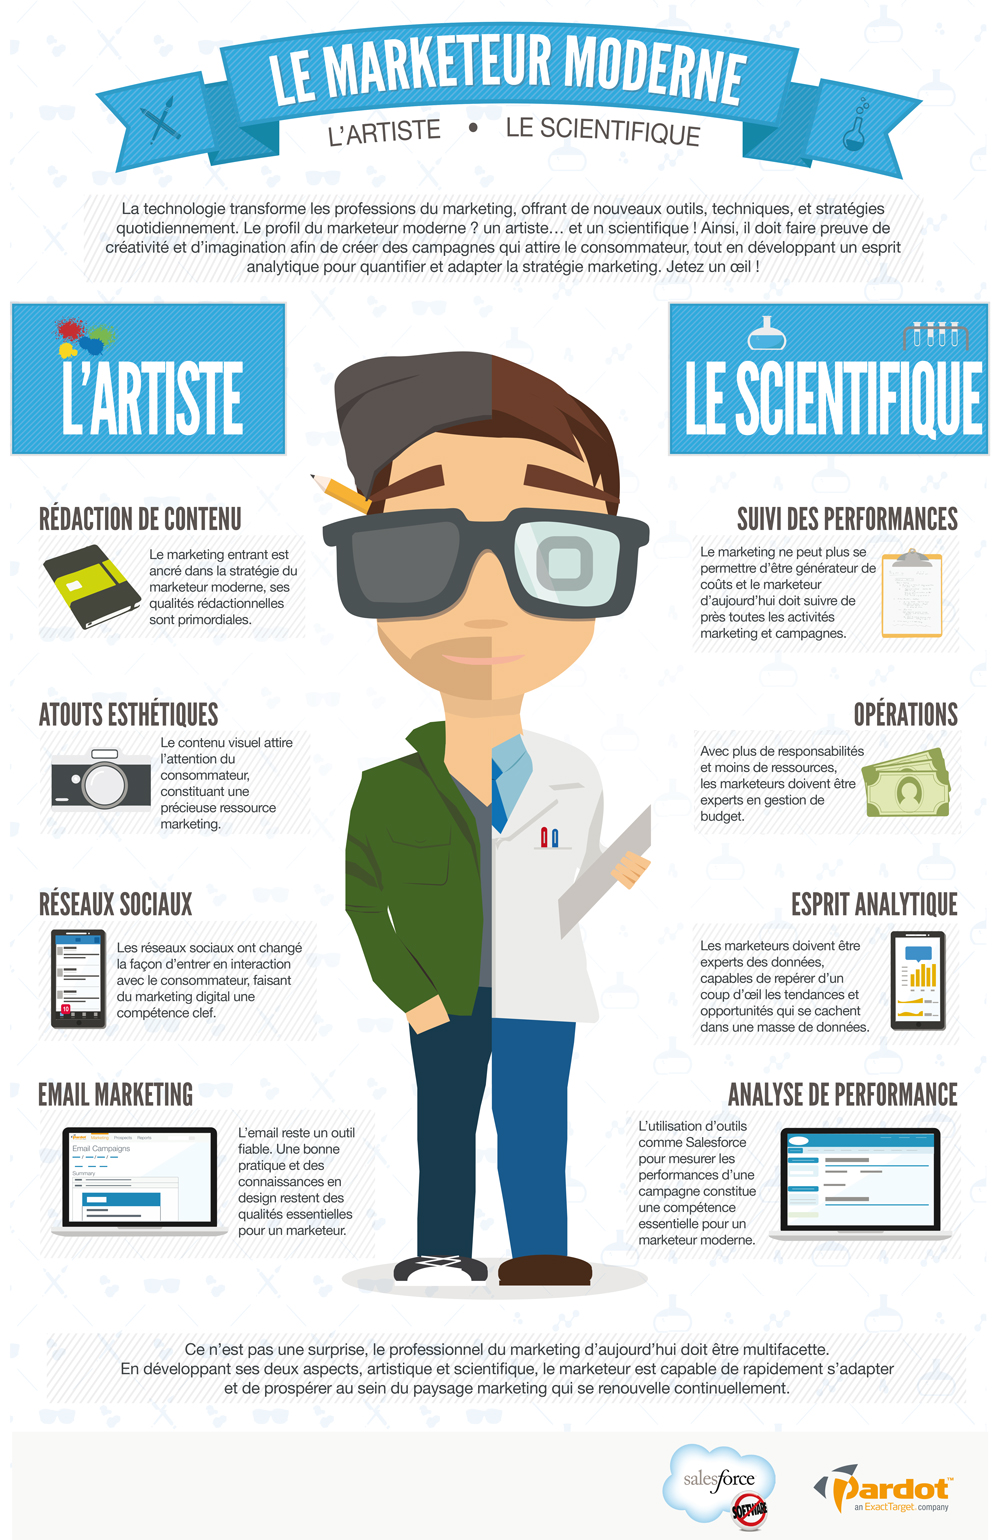 LE MARKETEUR MODERNE
L'ARTISTE • LE SCIENTIFIQUE
La technologie transforme les professions du marketing, offrant de nouveaux outils, techniques, et stratégies
quotidiennement. Le profil du marketeur moderne ? un artiste… et un scientifique ! Ainsi, il doit faire preuve de
créativité et d'imagination afin de créer des campagnes qui attire le consommateur, tout en développant un esprit
analytique pour quantifier et adapter la stratégie marketing. Jetez un œil !
L'ARTISTE
RÉDACTION DE CONTENU
Le marketing entrant est
ancré dans la stratégie du
marketeur moderne, ses
qualités rédactionnelles
sont primordiales.
ATOUTS ESTHÉTIQUES
Le contenu visuel attire
l'attention du
consommateur,
constituant une
précieuse ressource
marketing.
RÉSEAUX SOCIAUX
10
Les réseaux sociaux ont changé
la façon d'entrer en interaction
avec le consommateur, faisant
du marketing digital une
compétence clef.
EMAIL MARKETING
Pardot Marketing Prospects Reports
Email Campaigns
Summary
L'email reste un outil
fiable. Une bonne
pratique et des
connaissances en
design restent des
qualités essentielles
pour un marketeur.
LE SCIENTIFIQUE
SUIVI DES PERFORMANCES
Le marketing ne peut plus se
permettre d'être générateur de
coûts et le marketeur
d'aujourd'hui doit suivre de
près toutes les activités
marketing et campagnes.
OPÉRATIONS
Avec plus de responsabilités
et moins de ressources,
les marketeurs doivent être
experts en gestion de
budget.
ESPRIT ANALYTIQUE
Les marketeurs doivent être
experts des données,
capables de repérer d'un
coup d'œil les tendances et
opportunités qui se cachent
dans une masse de données.
ANALYSE DE PERFORMANCE
L'utilisation d'outils
comme Salesforce
pour mesurer les
performances d'une
campagne constitue
une compétence
essentielle pour un
marketeur moderne.
Ce n'est pas une surprise, le professionnel du marketing d'aujourd'hui doit être multifacette.
En développant ses deux aspects, artistique et scientifique, le marketeur est capable de rapidement s'adapter
et de prospérer au sein du paysage marketing qui se renouvelle continuellement.
salesforce
SOFTWARE
Pardot™
an ExactTarget company